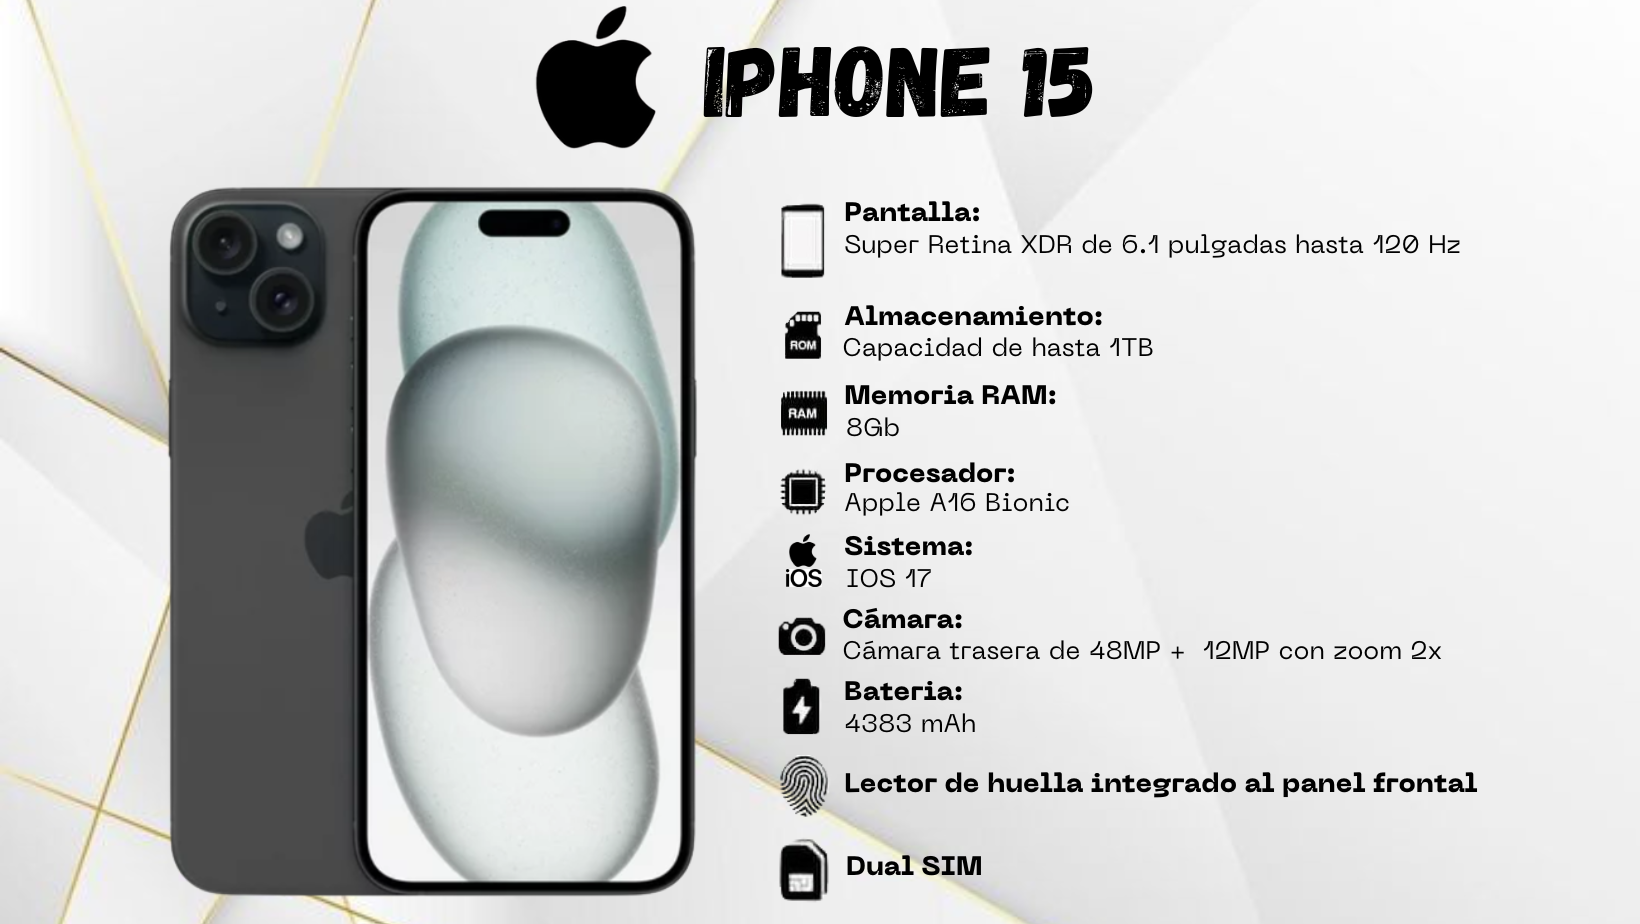 IPHONE 15
Pantalla:
Super Retina XDR de 6.1 pulgadas hasta 120 Hz
Almacenamiento:
ROM
Capacidad de hasta 1TB
Memoria RAM:
RAM
8Gb
Procesador:
Apple A16 Bionic
Sistema:
iOS
IOS 17
Cámara:
Cámara trasera de 48MP + 12MP con zoom 2x
Bateria:
4383 mAh
Lector de huella integrado al panel frontal
Dual SIM